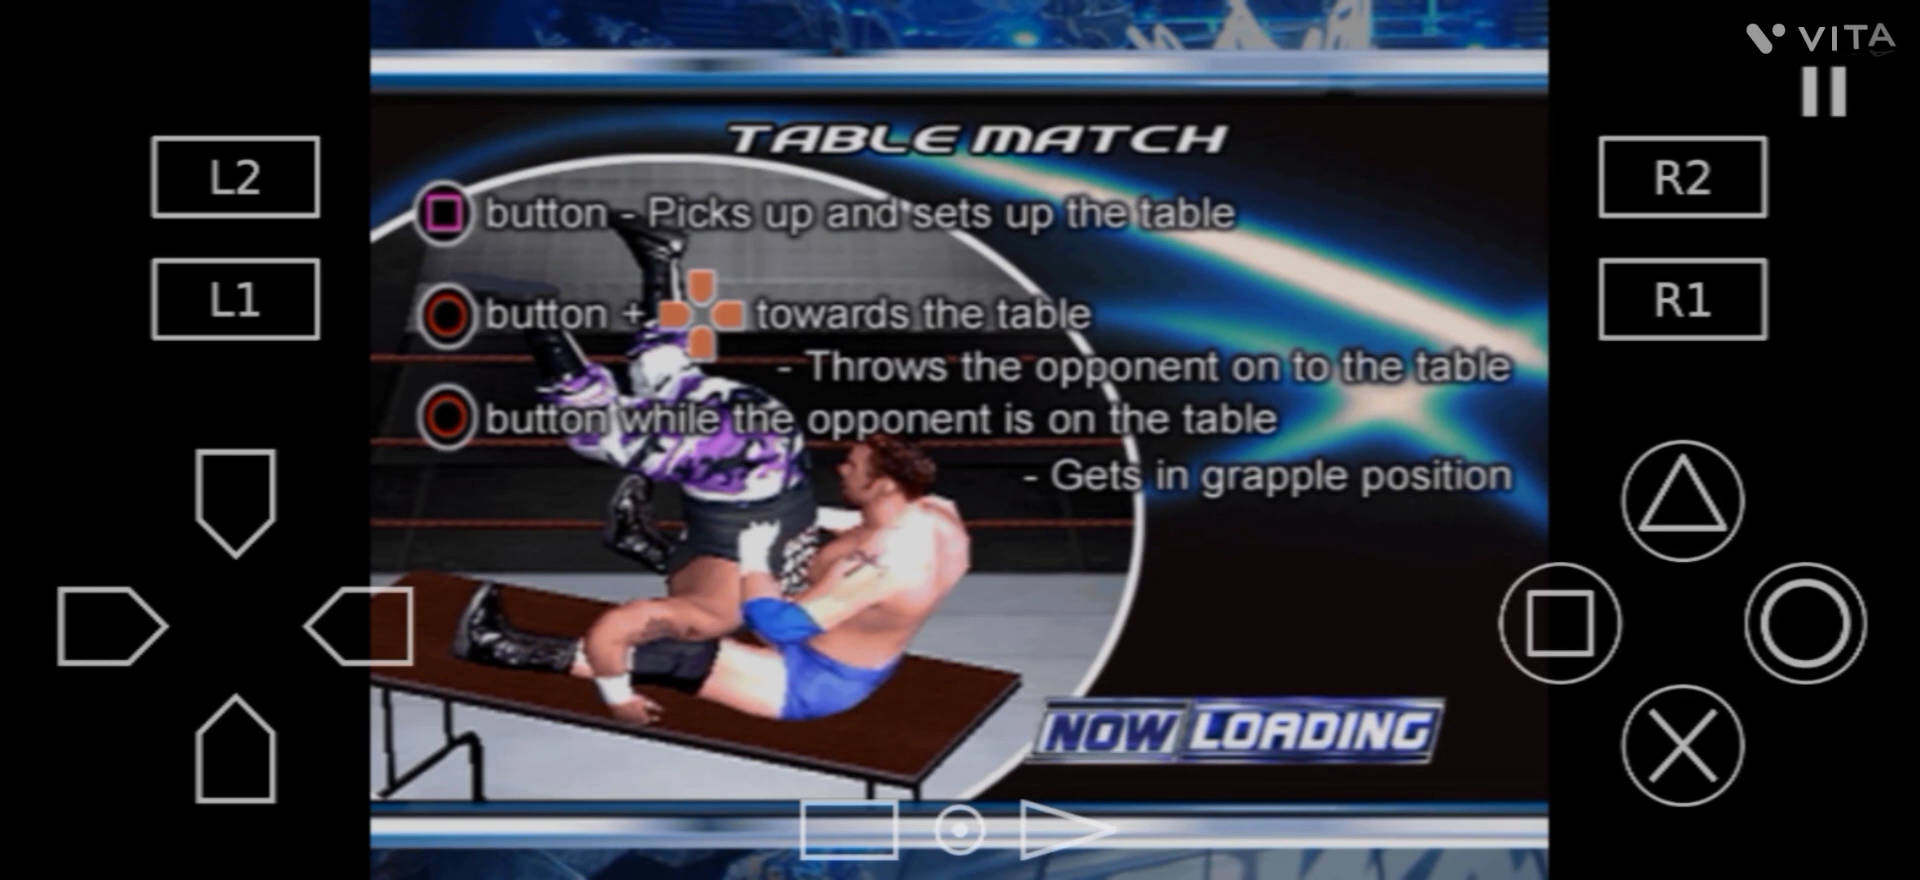 VITA
TABLE MATCH
L2
R2
button - Picks up and sets up the table
L1
R1
button + towards the table
- Throws the opponent on to the table
button while the opponent is on the table
- Gets in grapple position
NOW LOADING